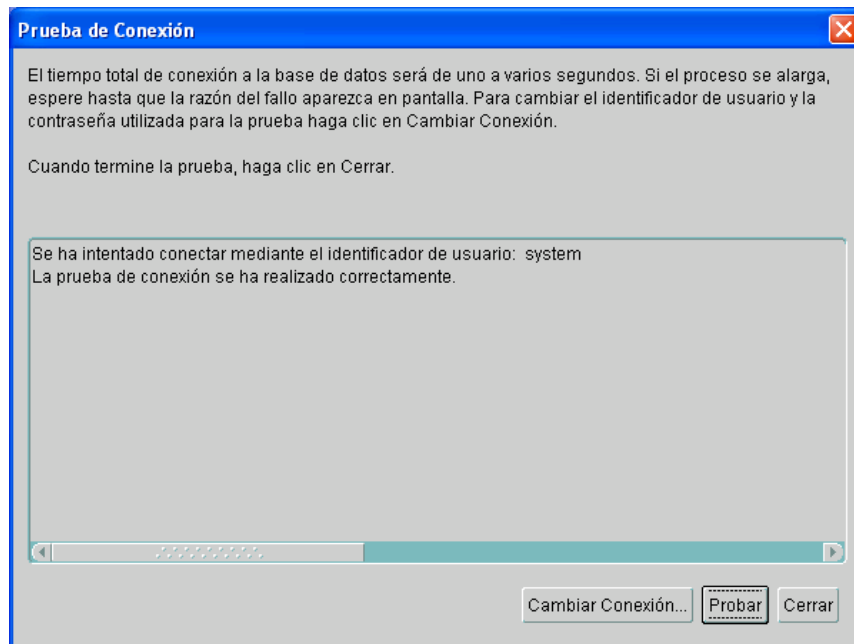 Prueba de Conexión
El tiempo total de conexión a la base de datos será de uno a varios segundos. Si el proceso se alarga,
espere hasta que la razón del fallo aparezca en pantalla. Para cambiar el identificador de usuario y la
contraseña utilizada para la prueba haga clic en Cambiar Conexión.
Cuando termine la prueba, haga clic en Cerrar.
Se ha intentado conectar mediante el identificador de usuario: system
La prueba de conexión se ha realizado correctamente.
Cambiar Conexión... Probar Cerrar